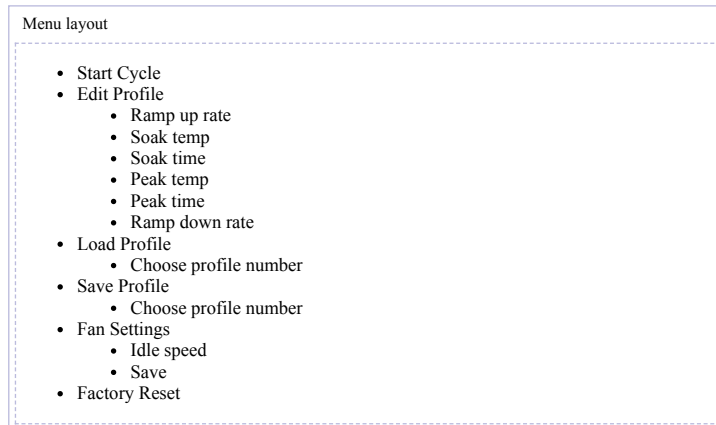 Menu layout
Start Cycle
Edit Profile
Ramp up rate
Soak temp
Soak time
Peak temp
Peak time
Ramp down rate
Load Profile
Choose profile number
Save Profile
Choose profile number
Fan Settings
Idle speed
Save
Factory Reset